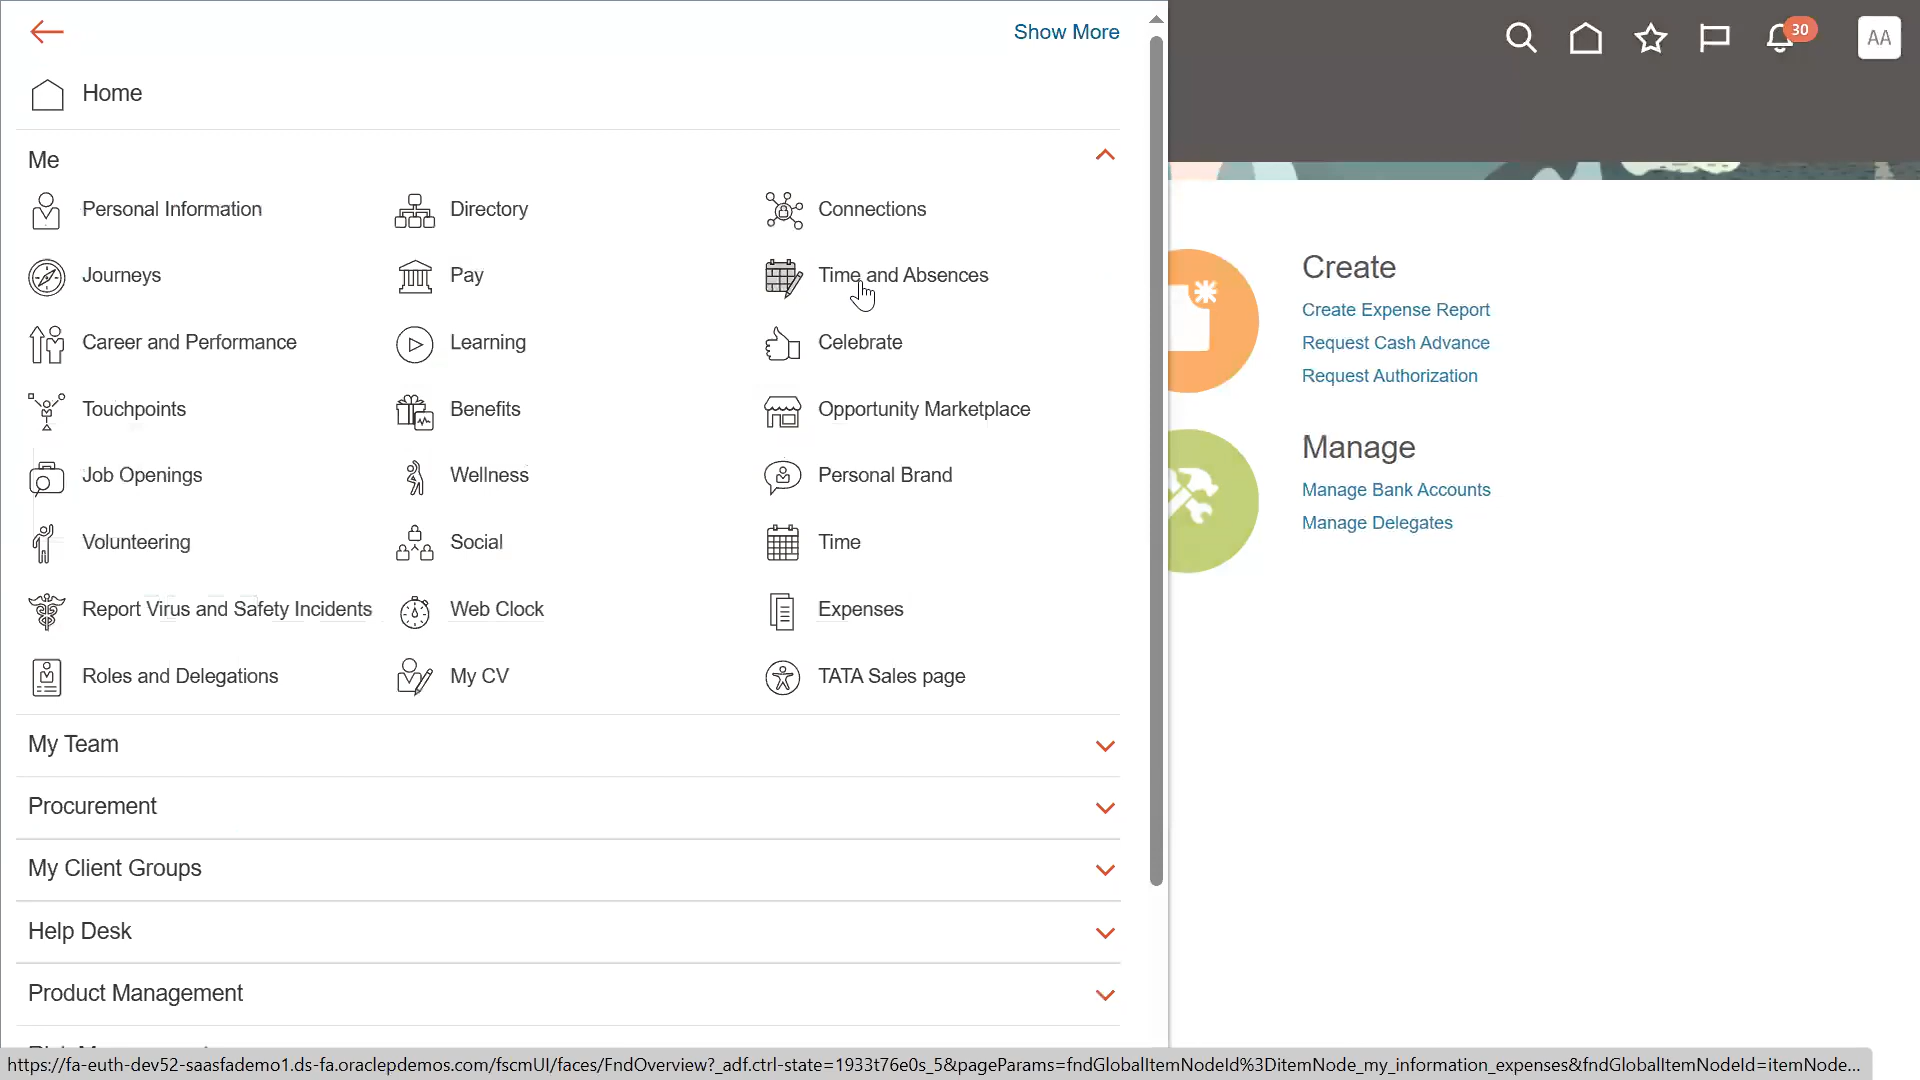 Show More
30
AA
Home
Me
Personal Information
Directory
Connections
Journeys
Pay
Time and Absences
Career and Performance
Learning
Celebrate
Touchpoints
Benefits
Opportunity Marketplace
Job Openings
Wellness
Personal Brand
Volunteering
Social
Time
Report Virus and Safety Incidents
Web Clock
Expenses
Roles and Delegations
My CV
TATA Sales page
My Team
Procurement
My Client Groups
Help Desk
Product Management
Create
Create Expense Report
Request Cash Advance
Request Authorization
Manage
Manage Bank Accounts
Manage Delegates
https://fa-euth-dev52-saasfademo1.ds-fa.oraclepdemos.com/fscmUI/faces/FndOverview?_adf.ctrl-state=1933t76e0s_5&pageParams=fndGlobalItemNodeId%3DitemNode_my_information_expenses&fndGlobalItemNodeId=itemNode...